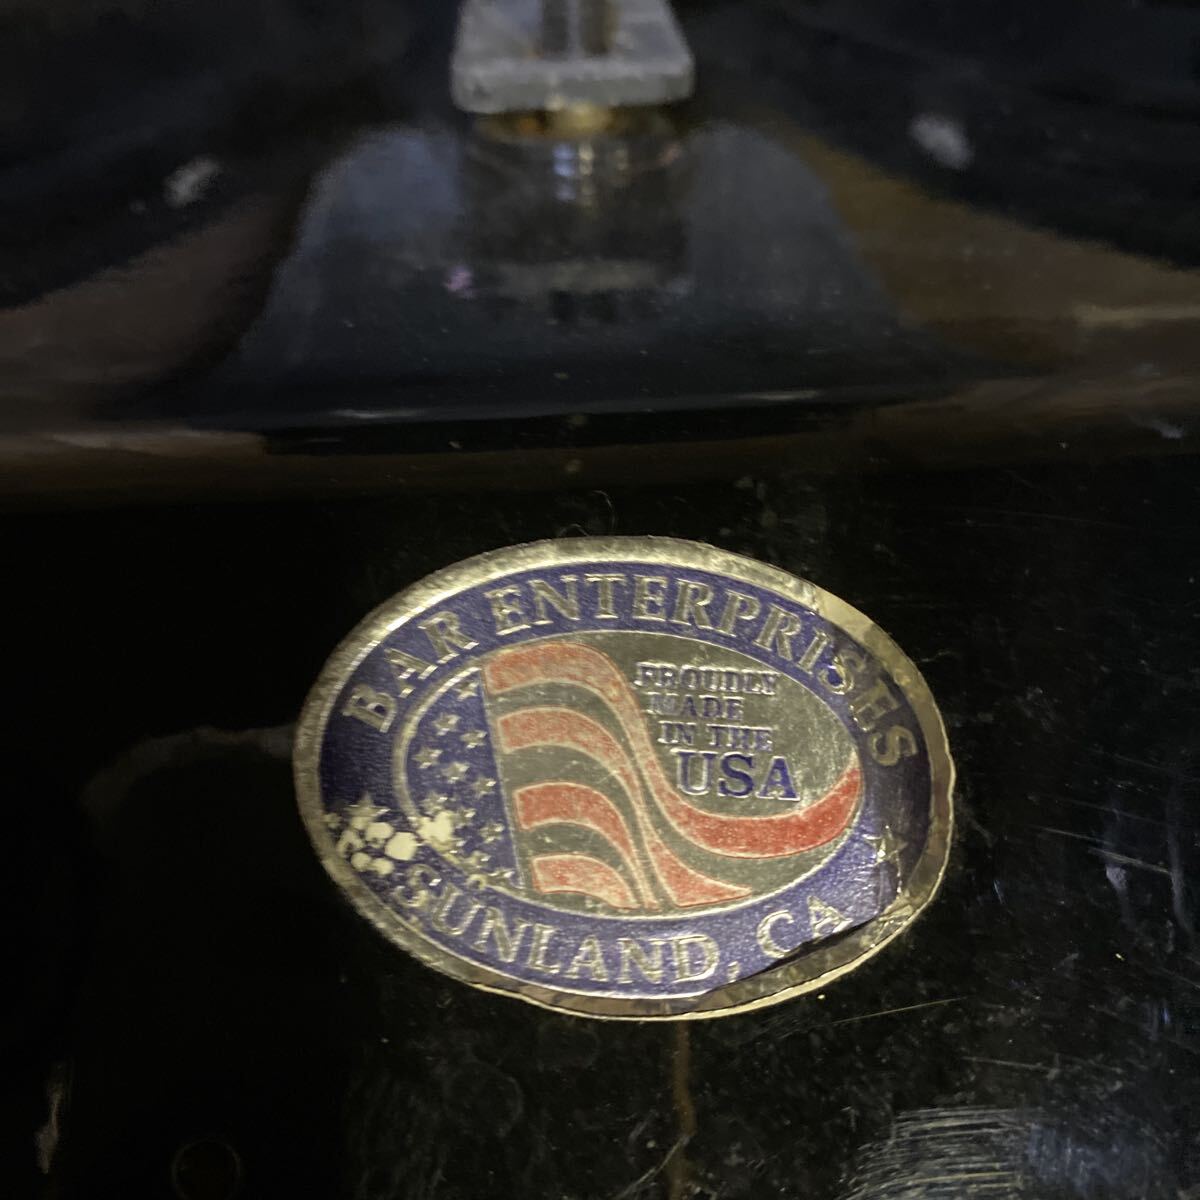 BAR ENTERPRISES
PROUDLY
MADE
IN THE
USA
SUNLAND, CA